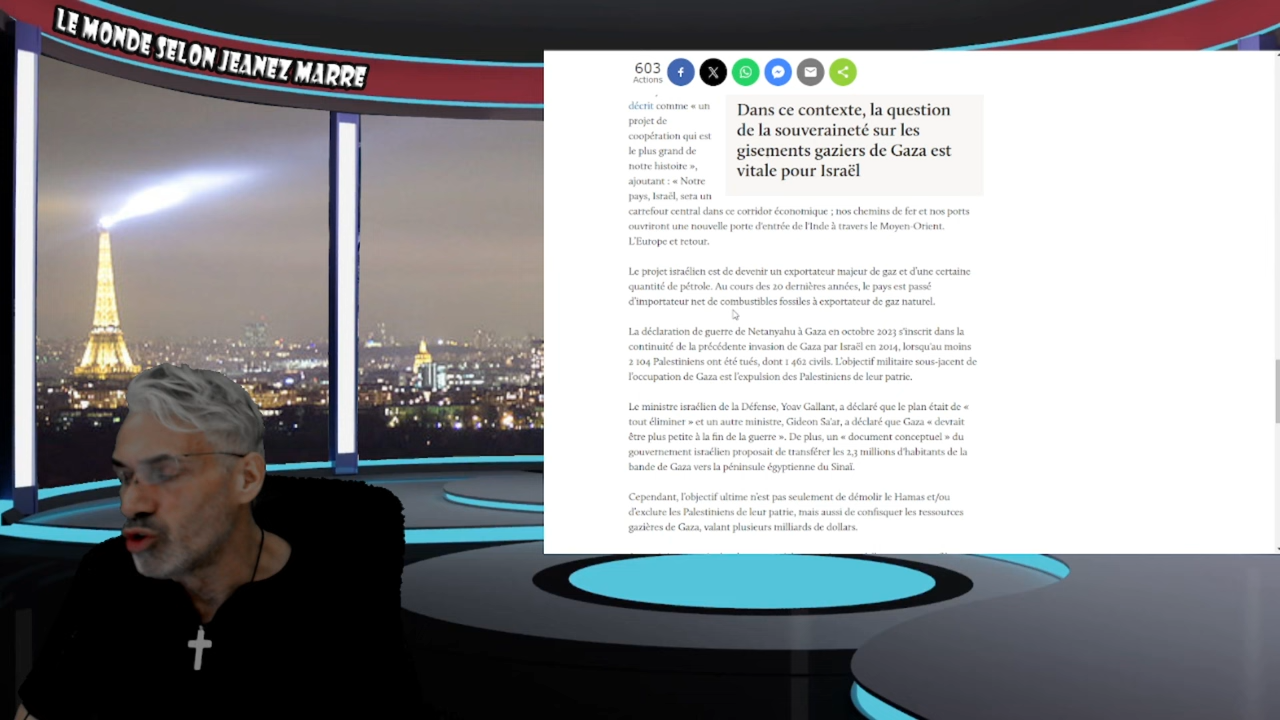 LE MONDE SELON JEANEZ MARRE
603
Actions
décrit comme « un
projet de
coopération qui est
le plus grand de
notre histoire »,
ajoutant : « Notre
pays, Israël, sera un
Dans ce contexte, la question
de la souveraineté sur les
gisements gaziers de Gaza est
vitale pour Israël
carrefour central dans ce corridor économique ; nos chemins de fer et nos ports
ouvriront une nouvelle porte d'entrée de l'Inde à travers le Moyen-Orient.
L'Europe et retour.
Le projet israélien est de devenir un exportateur majeur de gaz et d'une certaine
quantité de pétrole. Au cours des 20 dernières années, le pays est passé
d'importateur net de combustibles fossiles à exportateur de gaz naturel.
La déclaration de guerre de Netanyahu à Gaza en octobre 2023 s'inscrit dans la
continuité de la précédente invasion de Gaza par Israël en 2014, lorsqu'au moins
2 104 Palestiniens ont été tués, dont 1 462 civils. L'objectif militaire sous-jacent de
l'occupation de Gaza est l'expulsion des Palestiniens de leur patrie.
Le ministre israélien de la Défense, Yoav Gallant, a déclaré que le plan était de «
tout éliminer » et un autre ministre, Gideon Sa'ar, a déclaré que Gaza « devrait
être plus petite à la fin de la guerre ». De plus, un « document conceptuel » du
gouvernement israélien proposait de transférer les 2,3 millions d'habitants de la
bande de Gaza vers la péninsule égyptienne du Sinaï.
Cependant, l'objectif ultime n'est pas seulement de démolir le Hamas et/ou
d'exclure les Palestiniens de leur patrie, mais aussi de confisquer les ressources
gazières de Gaza, valant plusieurs milliards de dollars.